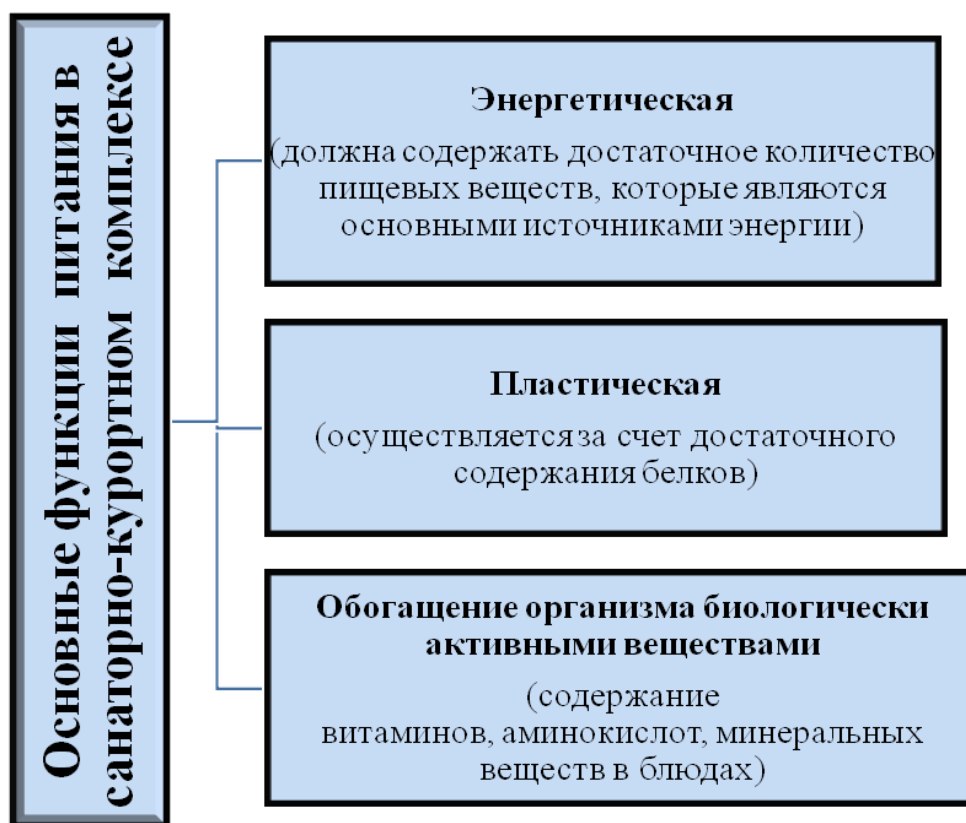 Основные функции питания в
санаторно-курортном комплексе
Энергетическая
(должна содержать достаточное количество
пищевых веществ, которые являются
основными источниками энергии)
Пластическая
(осуществляется за счет достаточного
содержания белков)
Обогащение организма биологически
активными веществами
(содержание
витаминов, аминокислот, минеральных
веществ в блюдах)